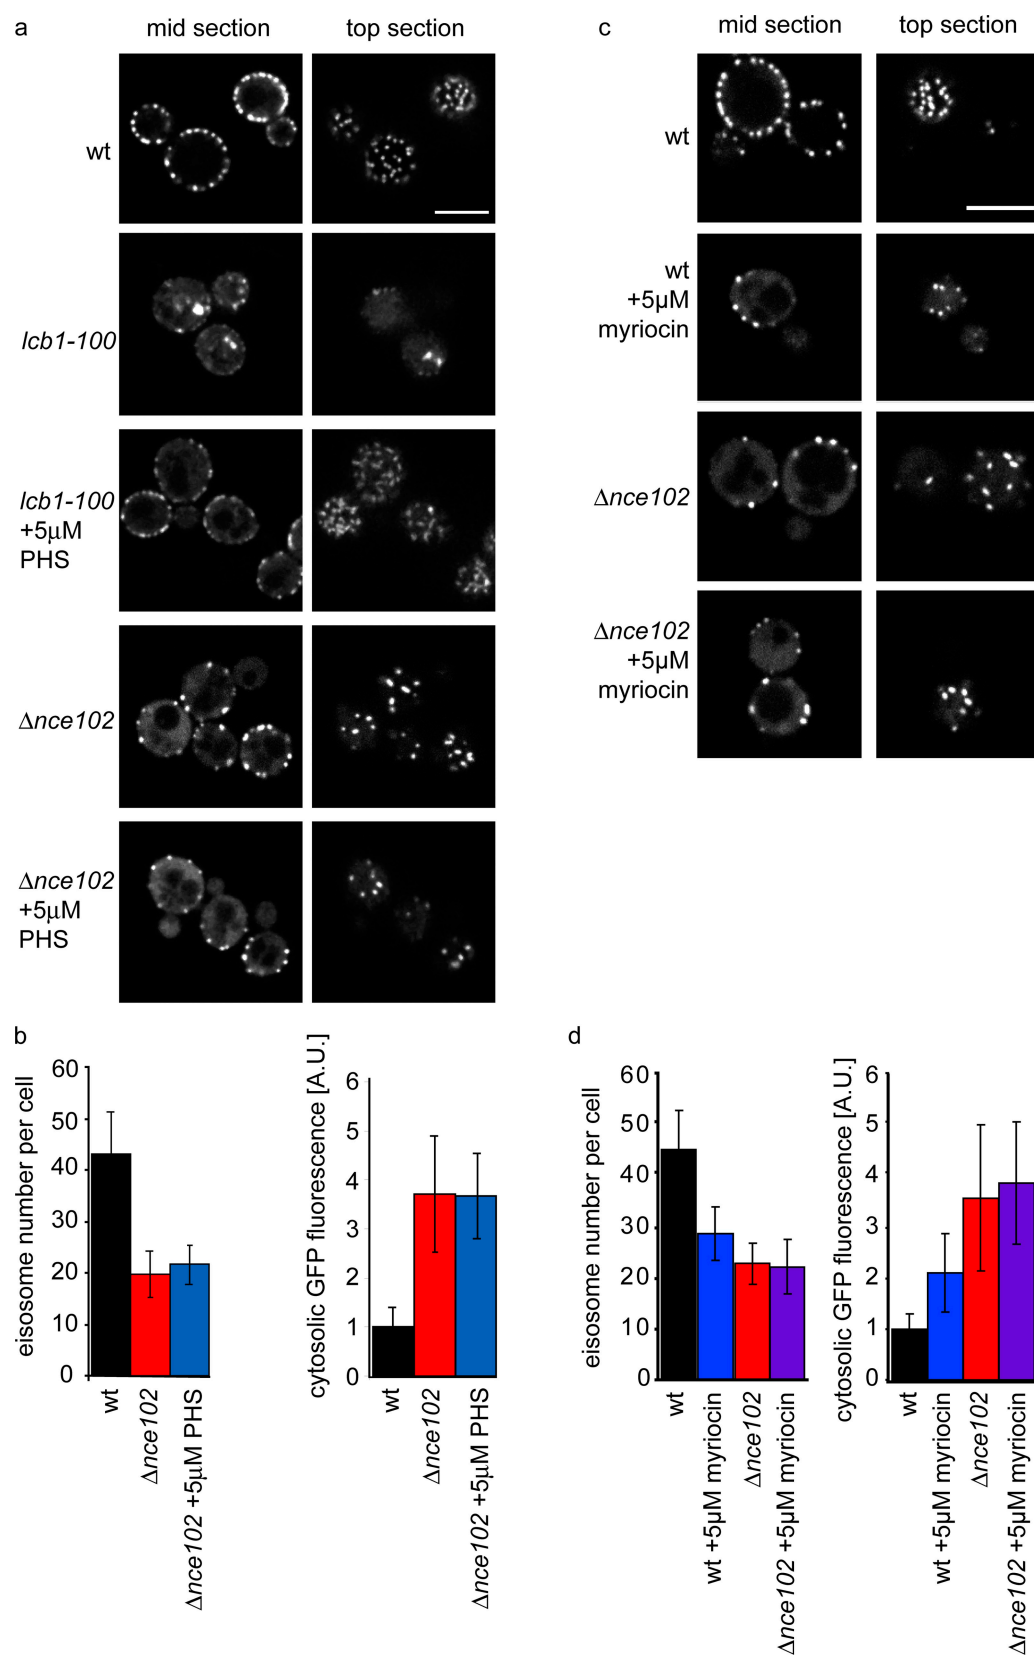 a
mid section
top section
wt
lcb1-100
lcb1-100
+5µM
PHS
Δnce102
Δnce102
+5µM
PHS
c
mid section
top section
wt
wt
+5µM
myriocin
Δnce102
Δnce102
+5µM
myriocin
b
eisosome number per cell
60
50
40
30
20
10
0
wt
Δnce102
Δnce102 +5µM PHS
cytosolic GFP fluorescence [A.U.]
6
5
4
3
2
1
0
wt
Δnce102
Δnce102 +5µM PHS
d
eisosome number per cell
60
50
40
30
20
10
0
wt
wt +5µM myriocin
Δnce102
Δnce102 +5µM myriocin
cytosolic GFP fluorescence [A.U.]
6
5
4
3
2
1
0
wt
wt +5µM myriocin
Δnce102
Δnce102 +5µM myriocin